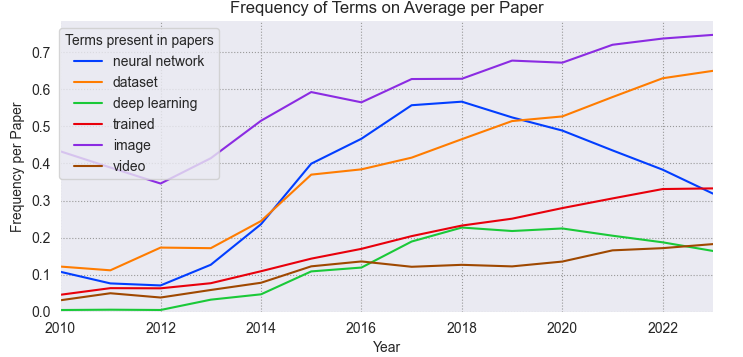 Frequency of Terms on Average per Paper
Terms present in papers
neural network
dataset
deep learning
trained
image
video
Frequency per Paper
0.7
0.6
0.5
0.4
0.3
0.2
0.1
0.0
2010 2012 2014 2016 2018 2020 2022
Year